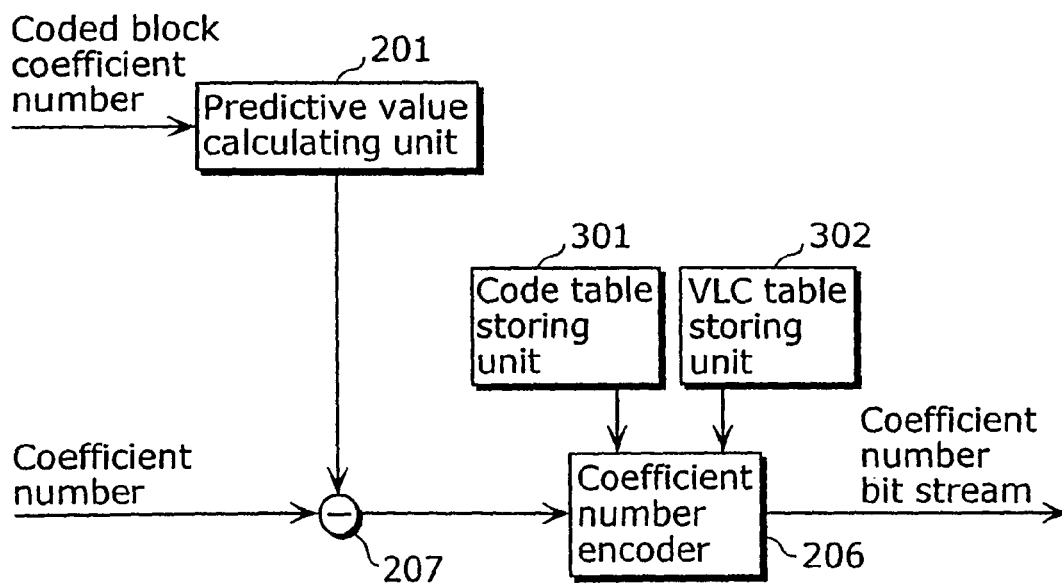 Coded block
coefficient
number
201
Predictive value
calculating unit
301
302
Code table
storing
unit
VLC table
storing
unit
Coefficient
number
207
Coefficient
number
encoder
206
Coefficient
number
bit stream